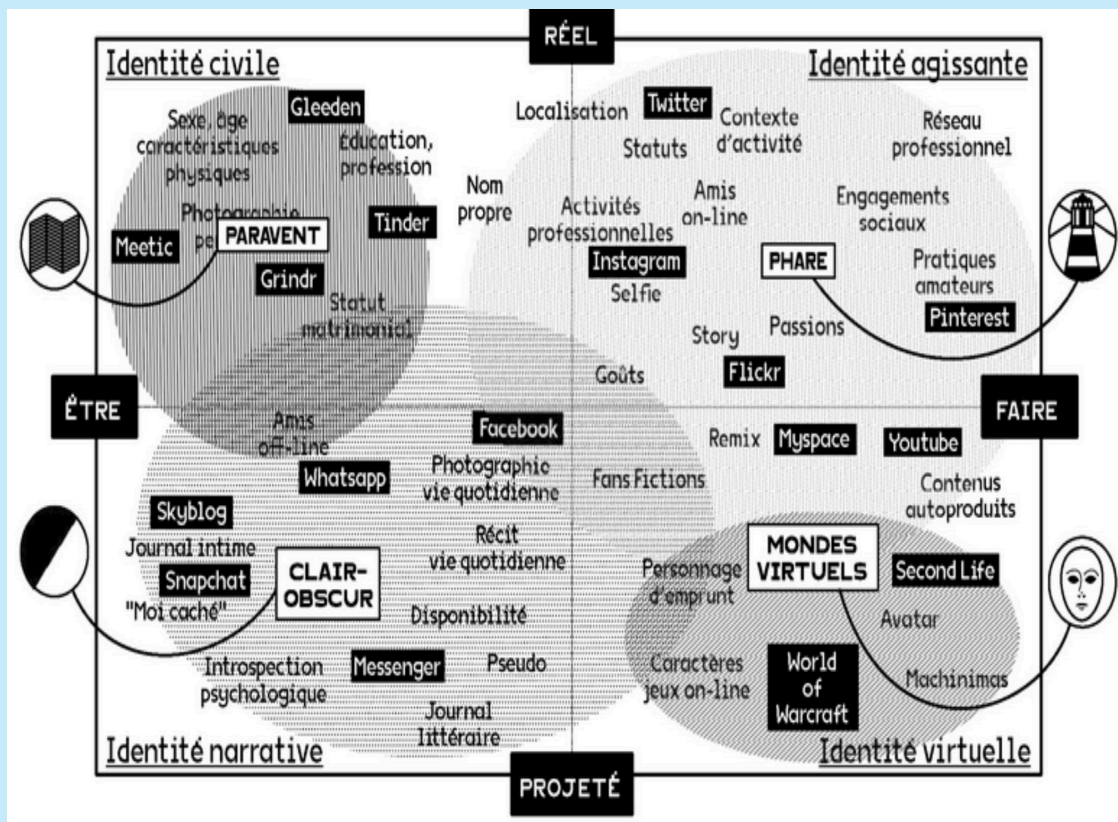 RÉEL
Identité civile
Identité agissante
Gleeden
Sexe, âge
caractéristiques
physiques
Éducation,
profession
Localisation
Twitter
Contexte
d'activité
Statuts
Réseau
professionnel
Nom
propre
Activités
professionnelles
Amis
on-line
Engagements
sociaux
Photographie
PARAVENT
Tinder
Meetic
Grindr
Instagram
Selfie
PHARE
Pratiques
amateurs
Pinterest
Statut
matrimonial
Story
Passions
Goûts
Flickr
ÊTRE
FAIRE
Amis
off-line
Facebook
Remix
Myspace
Youtube
Whatsapp
Photographie
vie quotidienne
Fans Fictions
Contenus
autoproduits
Skyblog
Journal intime
Snapchat
"Moi caché"
CLAIR-
OBSCUR
Récit
vie quotidienne
MONDES
VIRTUELS
Second Life
Personnage
d'emprunt
Disponibilité
Avatar
Introspection
psychologique
Messenger
Pseudo
Caractères
jeux on-line
World
of
Warcraft
Machinimas
Journal
littéraire
Identité narrative
Identité virtuelle
PROJETÉ